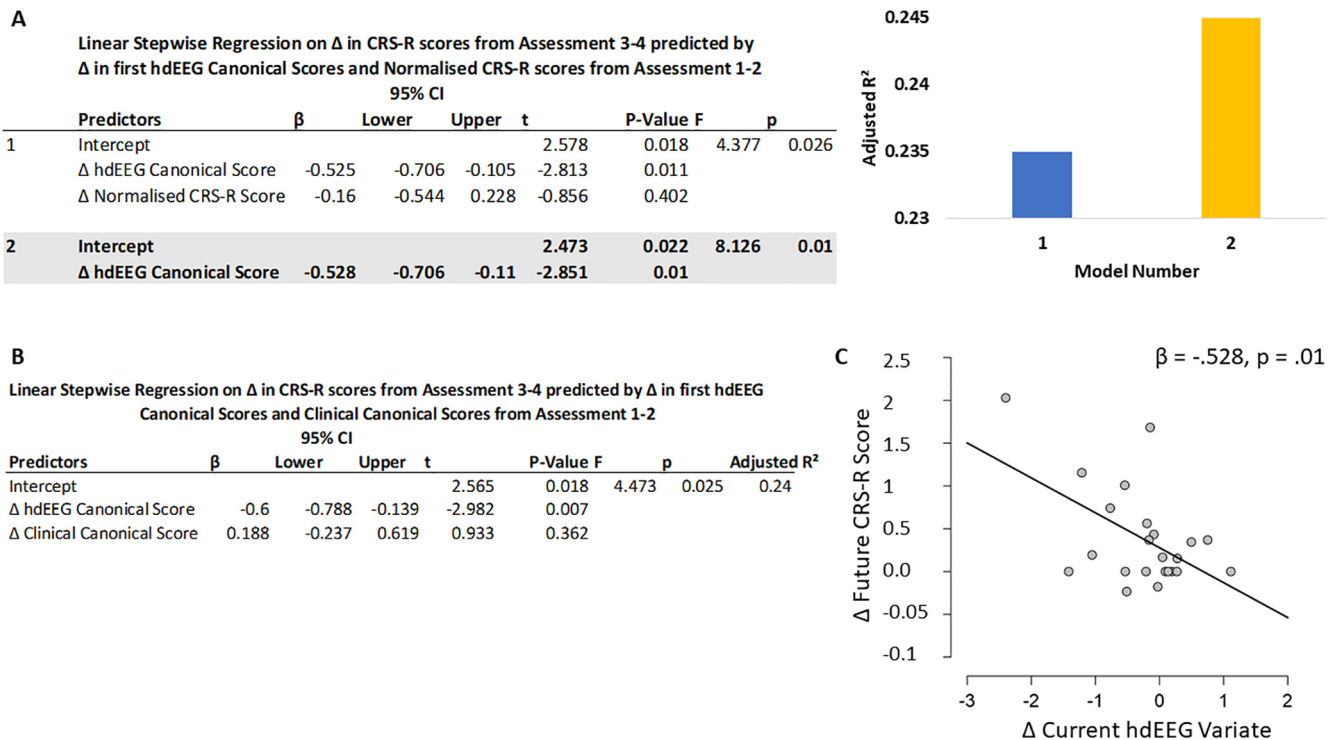 A
Linear Stepwise Regression on Δ in CRS-R scores from Assessment 3-4 predicted by
Δ in first hdEEG Canonical Scores and Normalised CRS-R scores from Assessment 1-2
95% CI
Predictors β Lower Upper t P-Value F p
1 Intercept 2.578 0.018 4.377 0.026
Δ hdEEG Canonical Score -0.525 -0.706 -0.105 -2.813 0.011
Δ Normalised CRS-R Score -0.16 -0.544 0.228 -0.856 0.402
2 Intercept 2.473 0.022 8.126 0.01
Δ hdEEG Canonical Score -0.528 -0.706 -0.11 -2.851 0.01
Adjusted R²
0.245
0.24
0.235
0.23
1 2
Model Number
B
Linear Stepwise Regression on Δ in CRS-R scores from Assessment 3-4 predicted by Δ in first hdEEG
Canonical Scores and Clinical Canonical Scores from Assessment 1-2
95% CI
Predictors β Lower Upper t P-Value F p Adjusted R²
Intercept 2.565 0.018 4.473 0.025 0.24
Δ hdEEG Canonical Score -0.6 -0.788 -0.139 -2.982 0.007
Δ Clinical Canonical Score 0.188 -0.237 0.619 0.933 0.362
C
β = -.528, p = .01
Δ Future CRS-R Score
2.5
2
1.5
1
0.5
0.0
-0.05
-0.1
-3 -2 -1 0 1 2
Δ Current hdEEG Variate